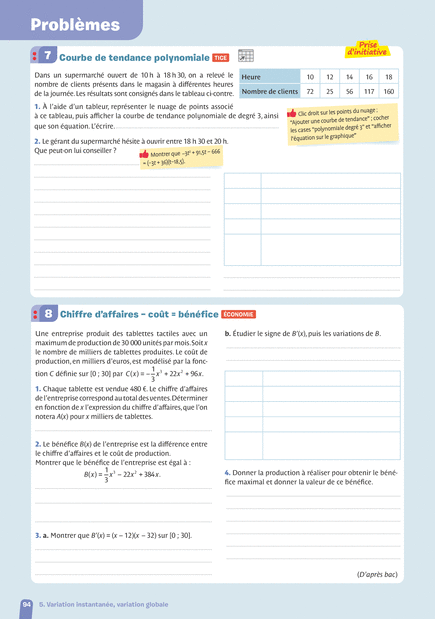 Problèmes
7 Courbe de tendance polynomiale TICE
Prise d'initiative
Dans un supermarché ouvert de 10 h à 18 h 30, on a relevé le
nombre de clients présents dans le magasin à différentes heures
de la journée. Les résultats sont consignés dans le tableau ci-contre.
Heure 10 12 14 16 18
Nombre de clients 72 25 56 117 160
1. À l'aide d'un tableur, représenter le nuage de points associé
à ce tableau, puis afficher la courbe de tendance polynomiale de degré 3, ainsi
que son équation. L'écrire.
Clic droit sur les points du nuage :
"Ajouter une courbe de tendance" ; cocher
les cases "polynomiale degré 3" et "afficher
l'équation sur le graphique"
2. Le gérant du supermarché hésite à ouvrir entre 18 h 30 et 20 h.
Que peut-on lui conseiller ?
Montrer que −3t² + 91,5t − 666
= (−3t + 36)(t−18,5).
8 Chiffre d'affaires – coût = bénéfice ÉCONOMIE
Une entreprise produit des tablettes tactiles avec un
maximum de production de 30 000 unités par mois. Soit x
le nombre de milliers de tablettes produites. Le coût de
production, en milliers d'euros, est modélisé par la fonc-
tion C définie sur [0 ; 30] par C(x) = −1/3 x³ + 22x² + 96x.
1. Chaque tablette est vendue 480 €. Le chiffre d'affaires
de l'entreprise correspond au total des ventes. Déterminer
en fonction de x l'expression du chiffre d'affaires, que l'on
notera A(x) pour x milliers de tablettes.
2. Le bénéfice B(x) de l'entreprise est la différence entre
le chiffre d'affaires et le coût de production.
Montrer que le bénéfice de l'entreprise est égal à :
B(x) = 1/3 x³ − 22x² + 384x.
3. a. Montrer que B'(x) = (x − 12)(x − 32) sur [0 ; 30].
b. Étudier le signe de B'(x), puis les variations de B.
4. Donner la production à réaliser pour obtenir le béné-
fice maximal et donner la valeur de ce bénéfice.
(D'après bac)
94 5. Variation instantanée, variation globale